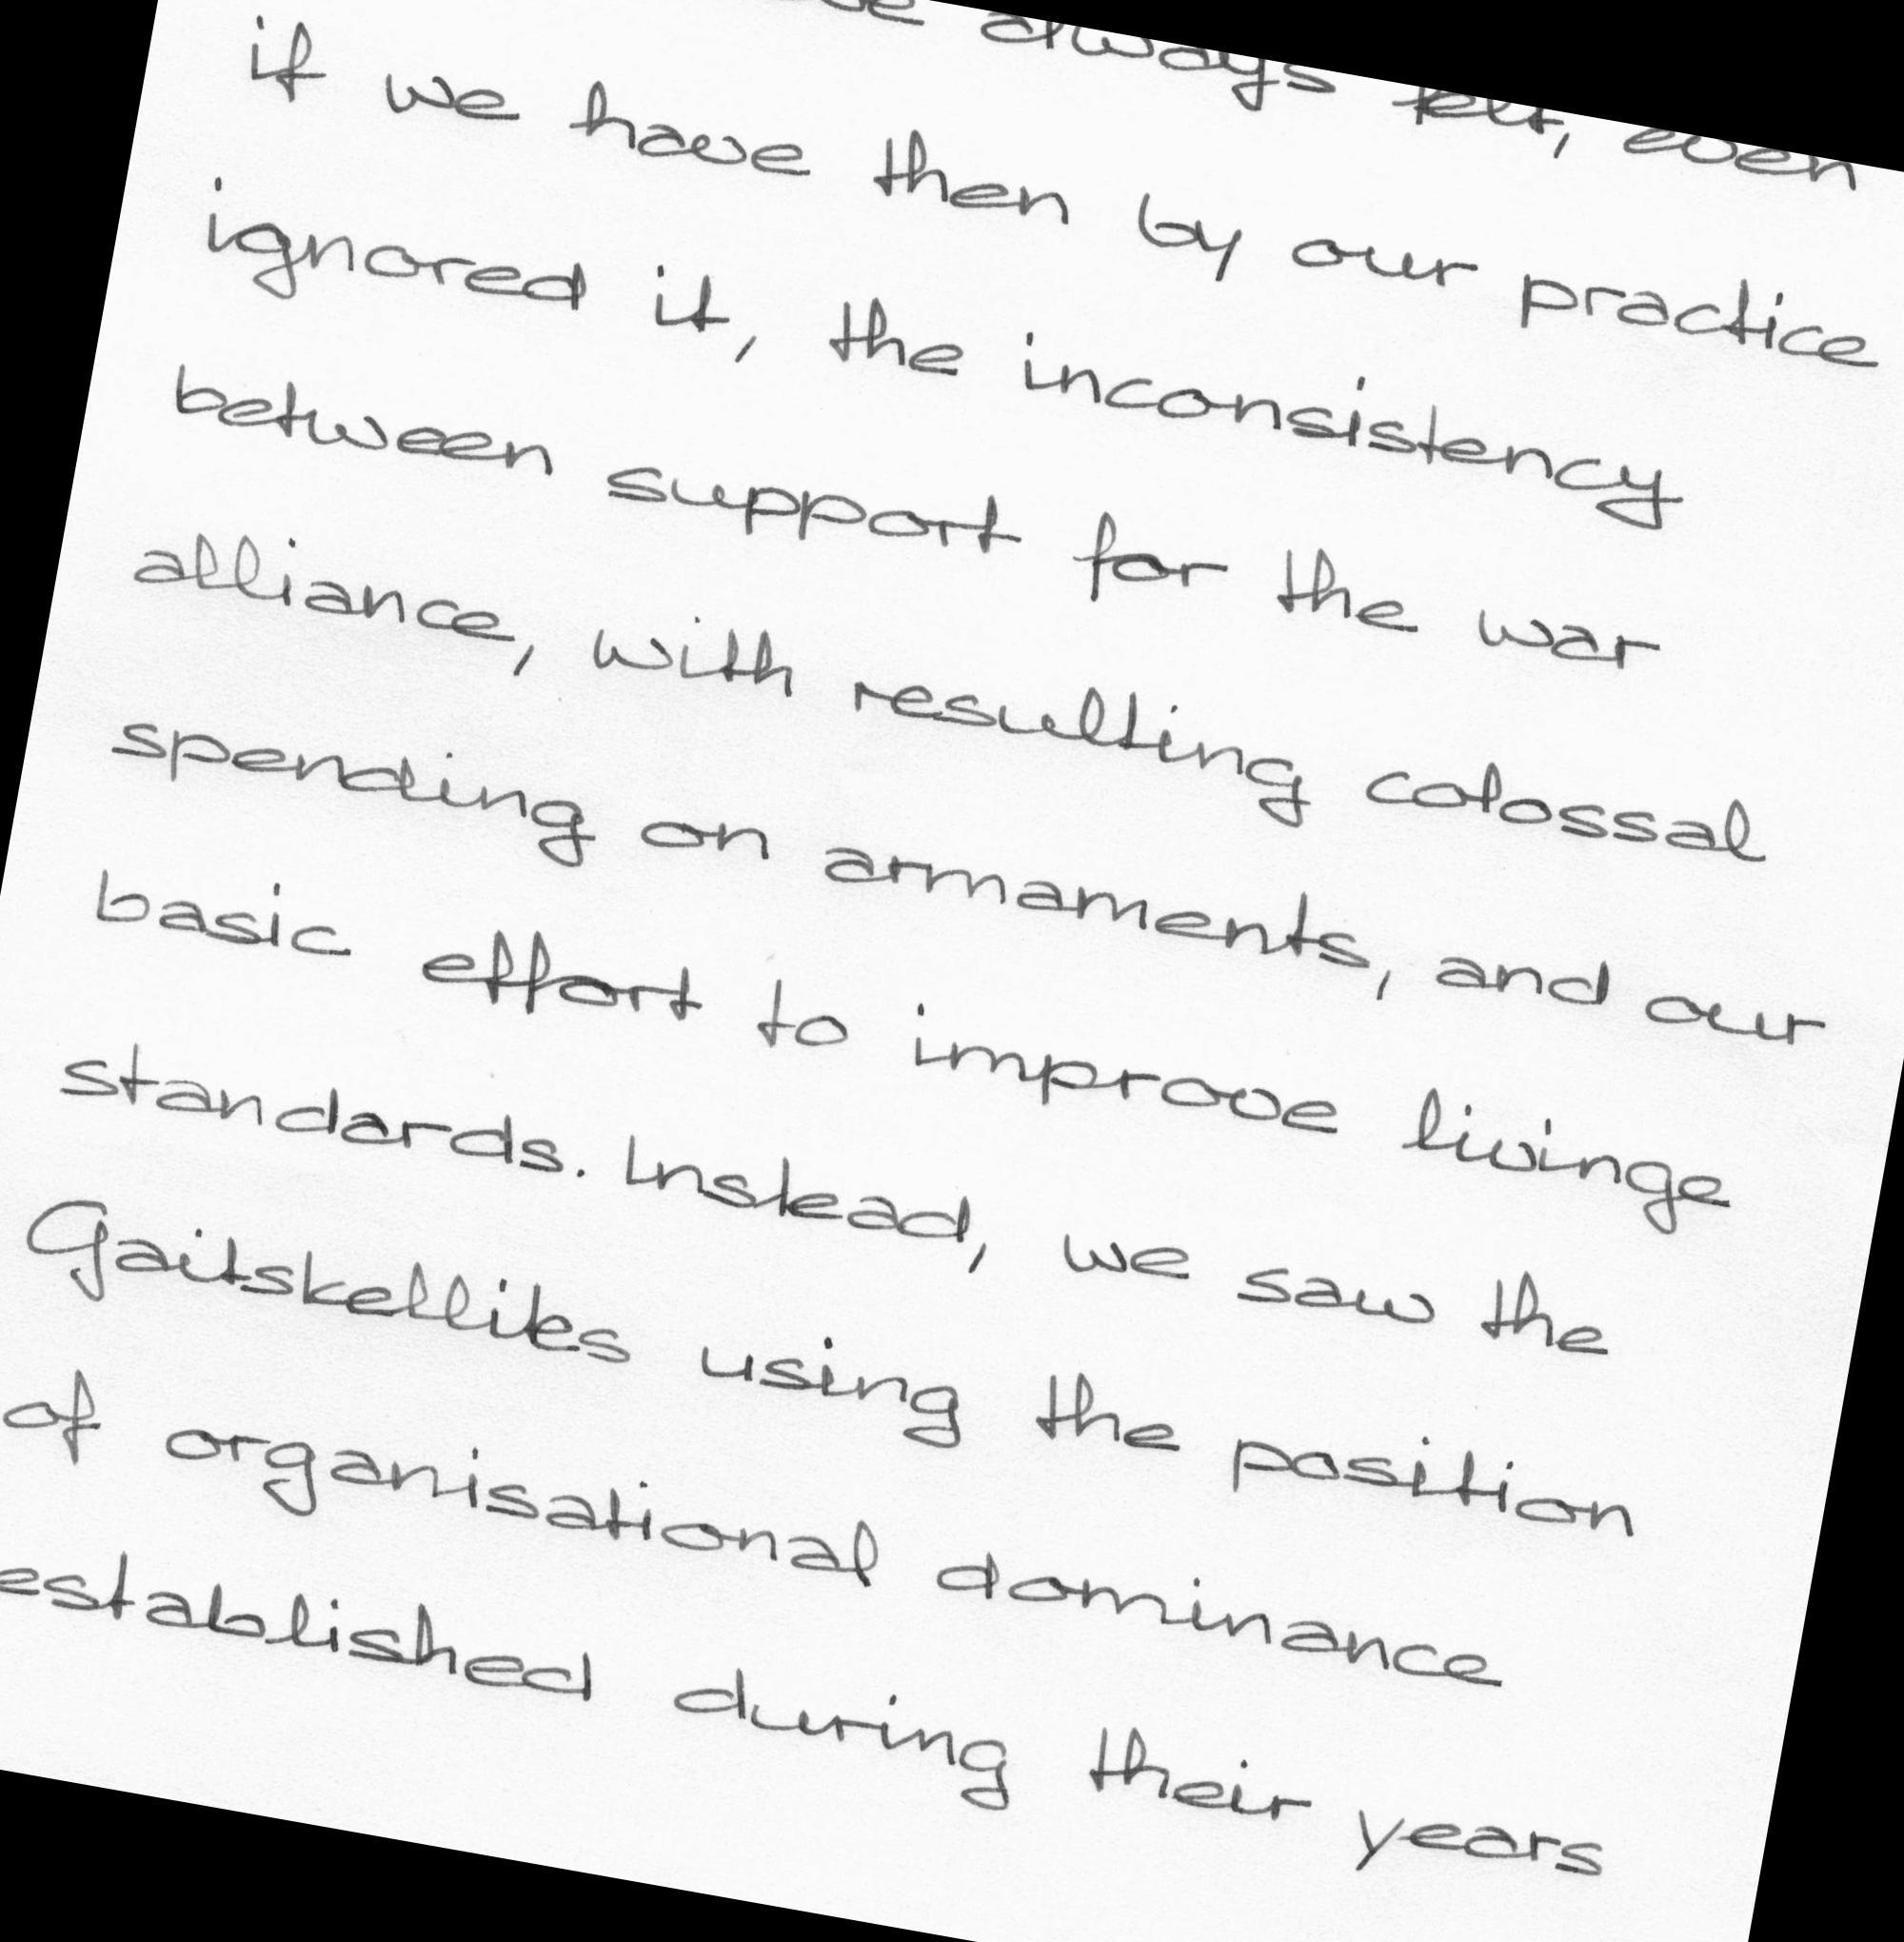 always felt, even
if we have then by our practice
ignored it, the inconsistency
between support for the war
alliance, with resulting colossal
spending on armaments, and our
basic effort to improve livinge
standards. Instead, we saw the
Gaitskellites using the position
of organisational dominance
established during their years